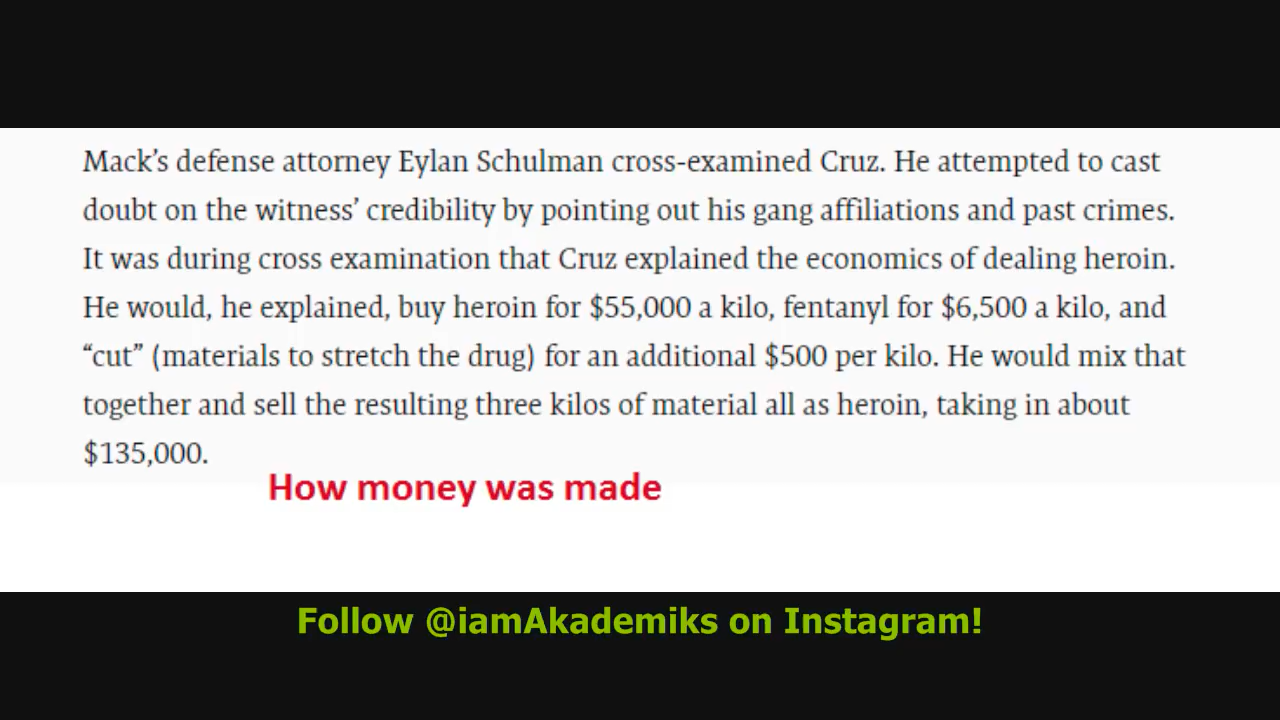 Mack’s defense attorney Eylan Schulman cross-examined Cruz. He attempted to cast
doubt on the witness’ credibility by pointing out his gang affiliations and past crimes.
It was during cross examination that Cruz explained the economics of dealing heroin.
He would, he explained, buy heroin for $55,000 a kilo, fentanyl for $6,500 a kilo, and
“cut” (materials to stretch the drug) for an additional $500 per kilo. He would mix that
together and sell the resulting three kilos of material all as heroin, taking in about
$135,000.
How money was made
Follow @iamAkademiks on Instagram!